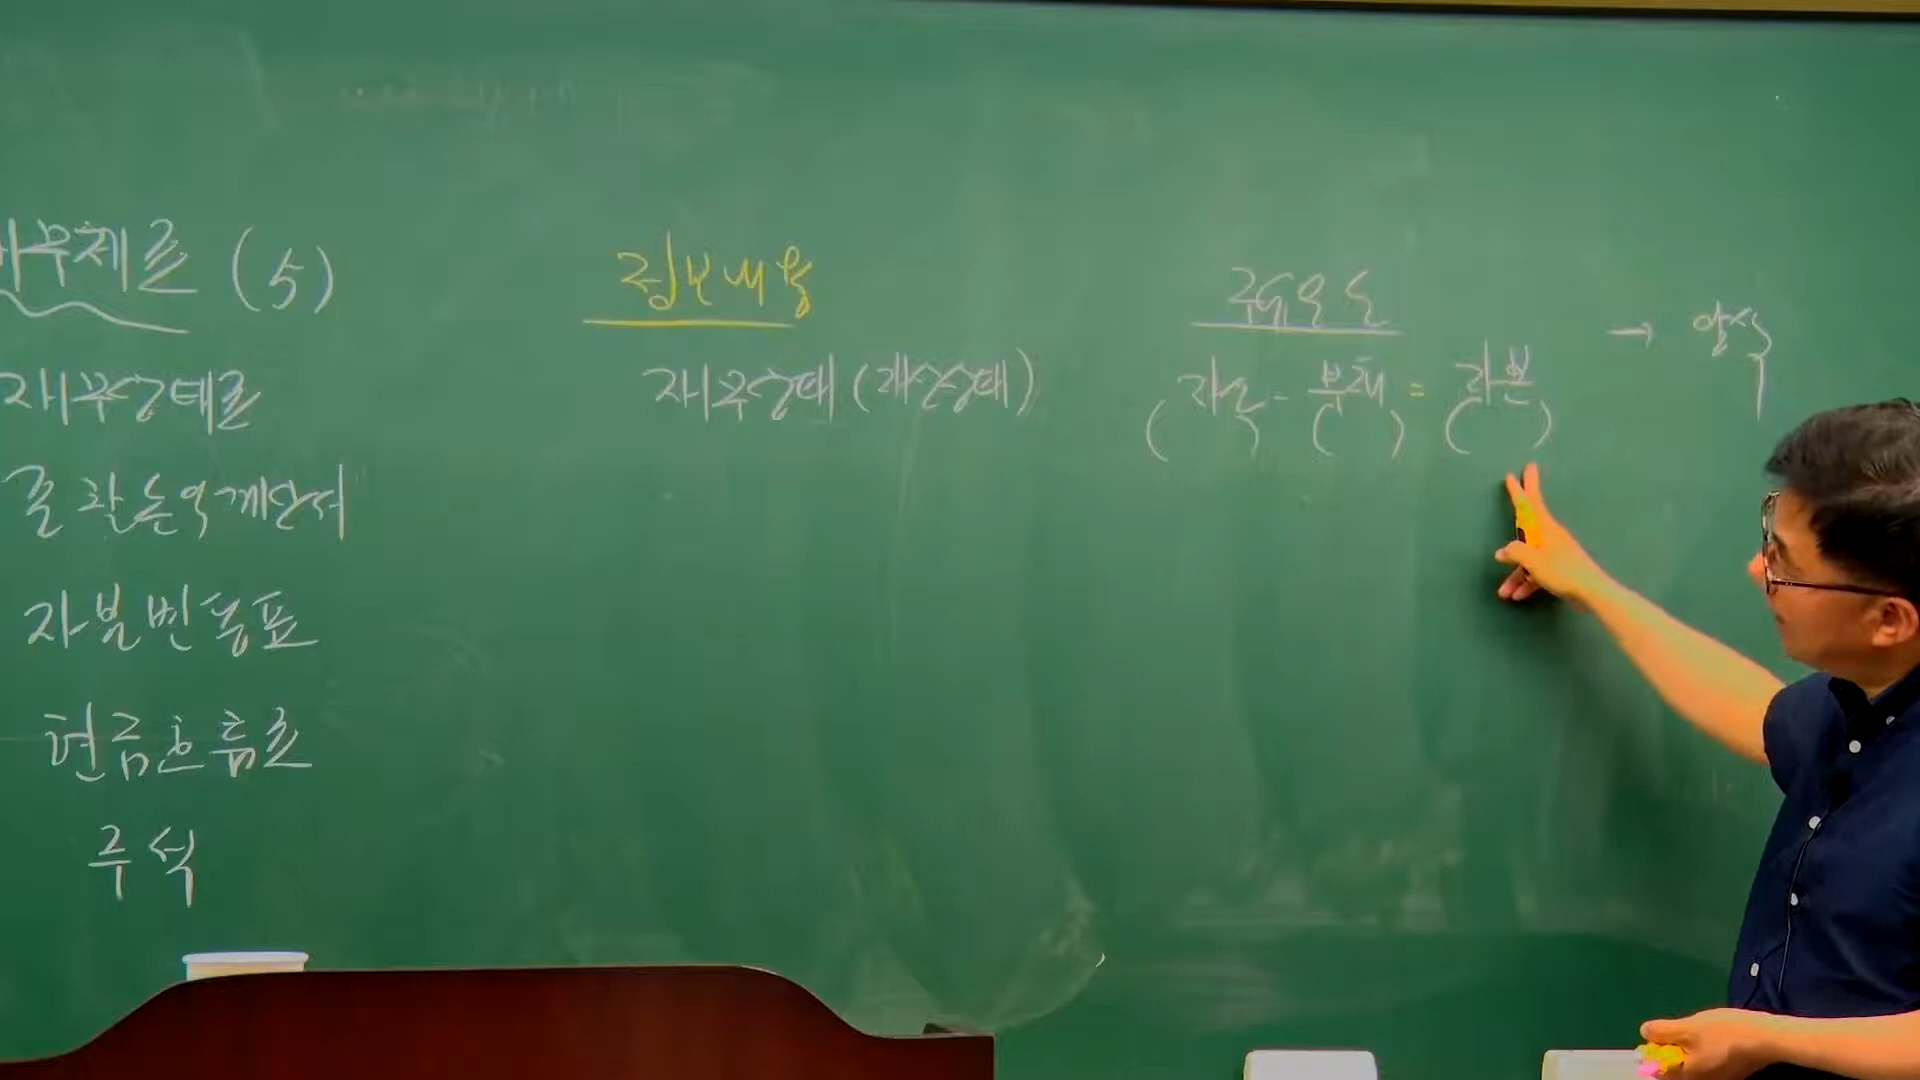 재무제표 (5)
정보내용
주요요소
→ 양식
재무상태표
재무상태 (재산상태)
자산 - 부채 = 자본
( ) ( ) ( )
포괄손익계산서
자본변동표
현금흐름표
주석